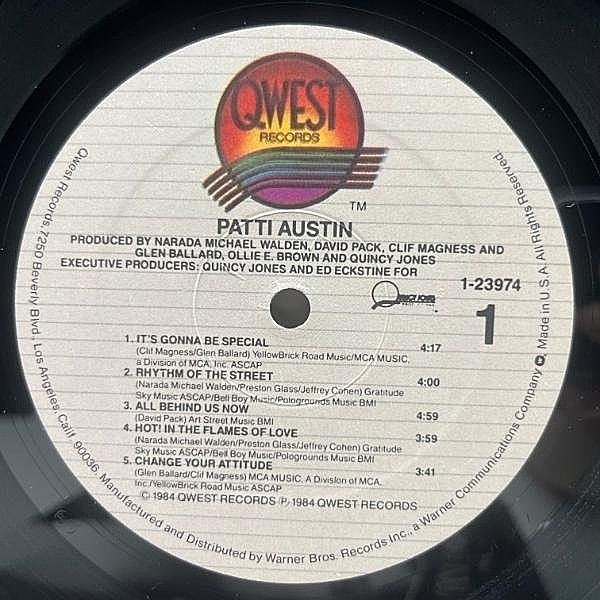 QWEST
RECORDS
TM
PATTI AUSTIN
PRODUCED BY NARADA MICHAEL WALDEN, DAVID PACK, CLIF MAGNESS AND
GLEN BALLARD, OLLIE E. BROWN AND QUINCY JONES
EXECUTIVE PRODUCERS: QUINCY JONES AND ED ECKSTINE FOR
1-23974
1
1. IT'S GONNA BE SPECIAL 4:17
(Clif Magness/Glen Ballard) YellowBrick Road Music/MCA MUSIC,
a Division of MCA, Inc. ASCAP
2. RHYTHM OF THE STREET 4:00
(Narada Michael Walden/Preston Glass/Jeffrey Cohen) Gratitude
Sky Music ASCAP/Bell Boy Music/Pologrounds Music BMI
3. ALL BEHIND US NOW 4:59
(David Pack) Art Street Music BMI
4. HOT! IN THE FLAMES OF LOVE 3:59
(Narada Michael Walden/Preston Glass/Jeffrey Cohen) Gratitude
Sky Music ASCAP/Bell Boy Music/Pologrounds Music BMI
5. CHANGE YOUR ATTITUDE 3:41
(Glen Ballard/Clif Magness) MCA MUSIC, A Division of MCA,
Inc./YellowBrick Road Music ASCAP
© 1984 QWEST RECORDS ℗ 1984 QWEST RECORDS
Qwest Records, 7250 Beverly Blvd., Los Angeles, Calif. 90036, Manufactured and Distributed by Warner Bros. Records Inc., a Warner Communications Company Made in U.S.A. All Rights Reserved.